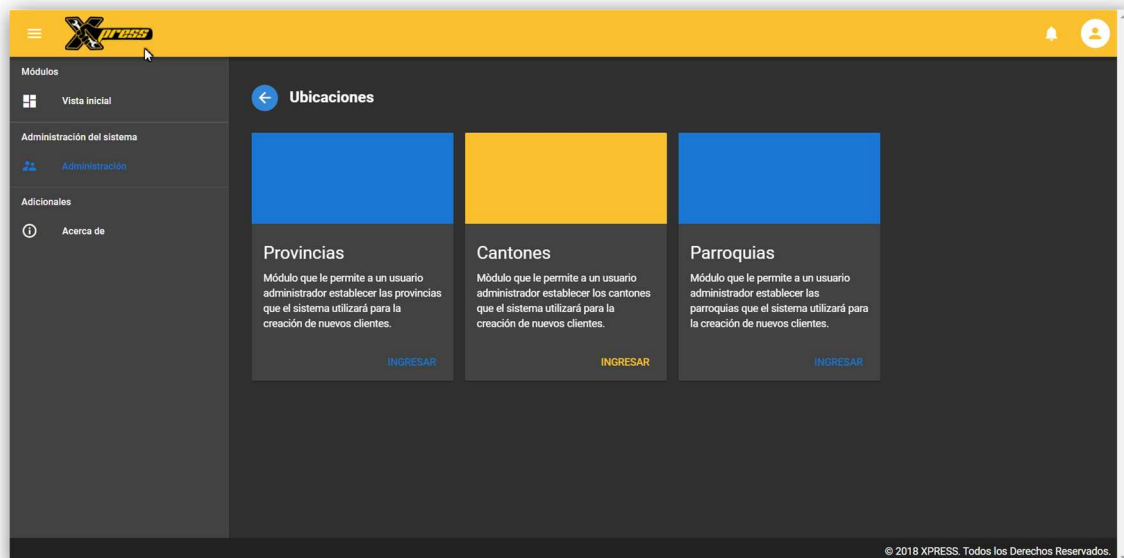 Xpress
Módulos
Vista inicial
Administración del sistema
Administración
Adicionales
Acerca de
Ubicaciones
Provincias
Módulo que le permite a un usuario
administrador establecer las provincias
que el sistema utilizará para la
creación de nuevos clientes.
INGRESAR
Cantones
Mòdulo que le permite a un usuario
administrador establecer los cantones
que el sistema utilizará para la
creación de nuevos clientes.
INGRESAR
Parroquias
Módulo que le permite a un usuario
administrador establecer las
parroquias que el sistema utilizará para
la creación de nuevos clientes.
INGRESAR
© 2018 XPRESS. Todos los Derechos Reservados.